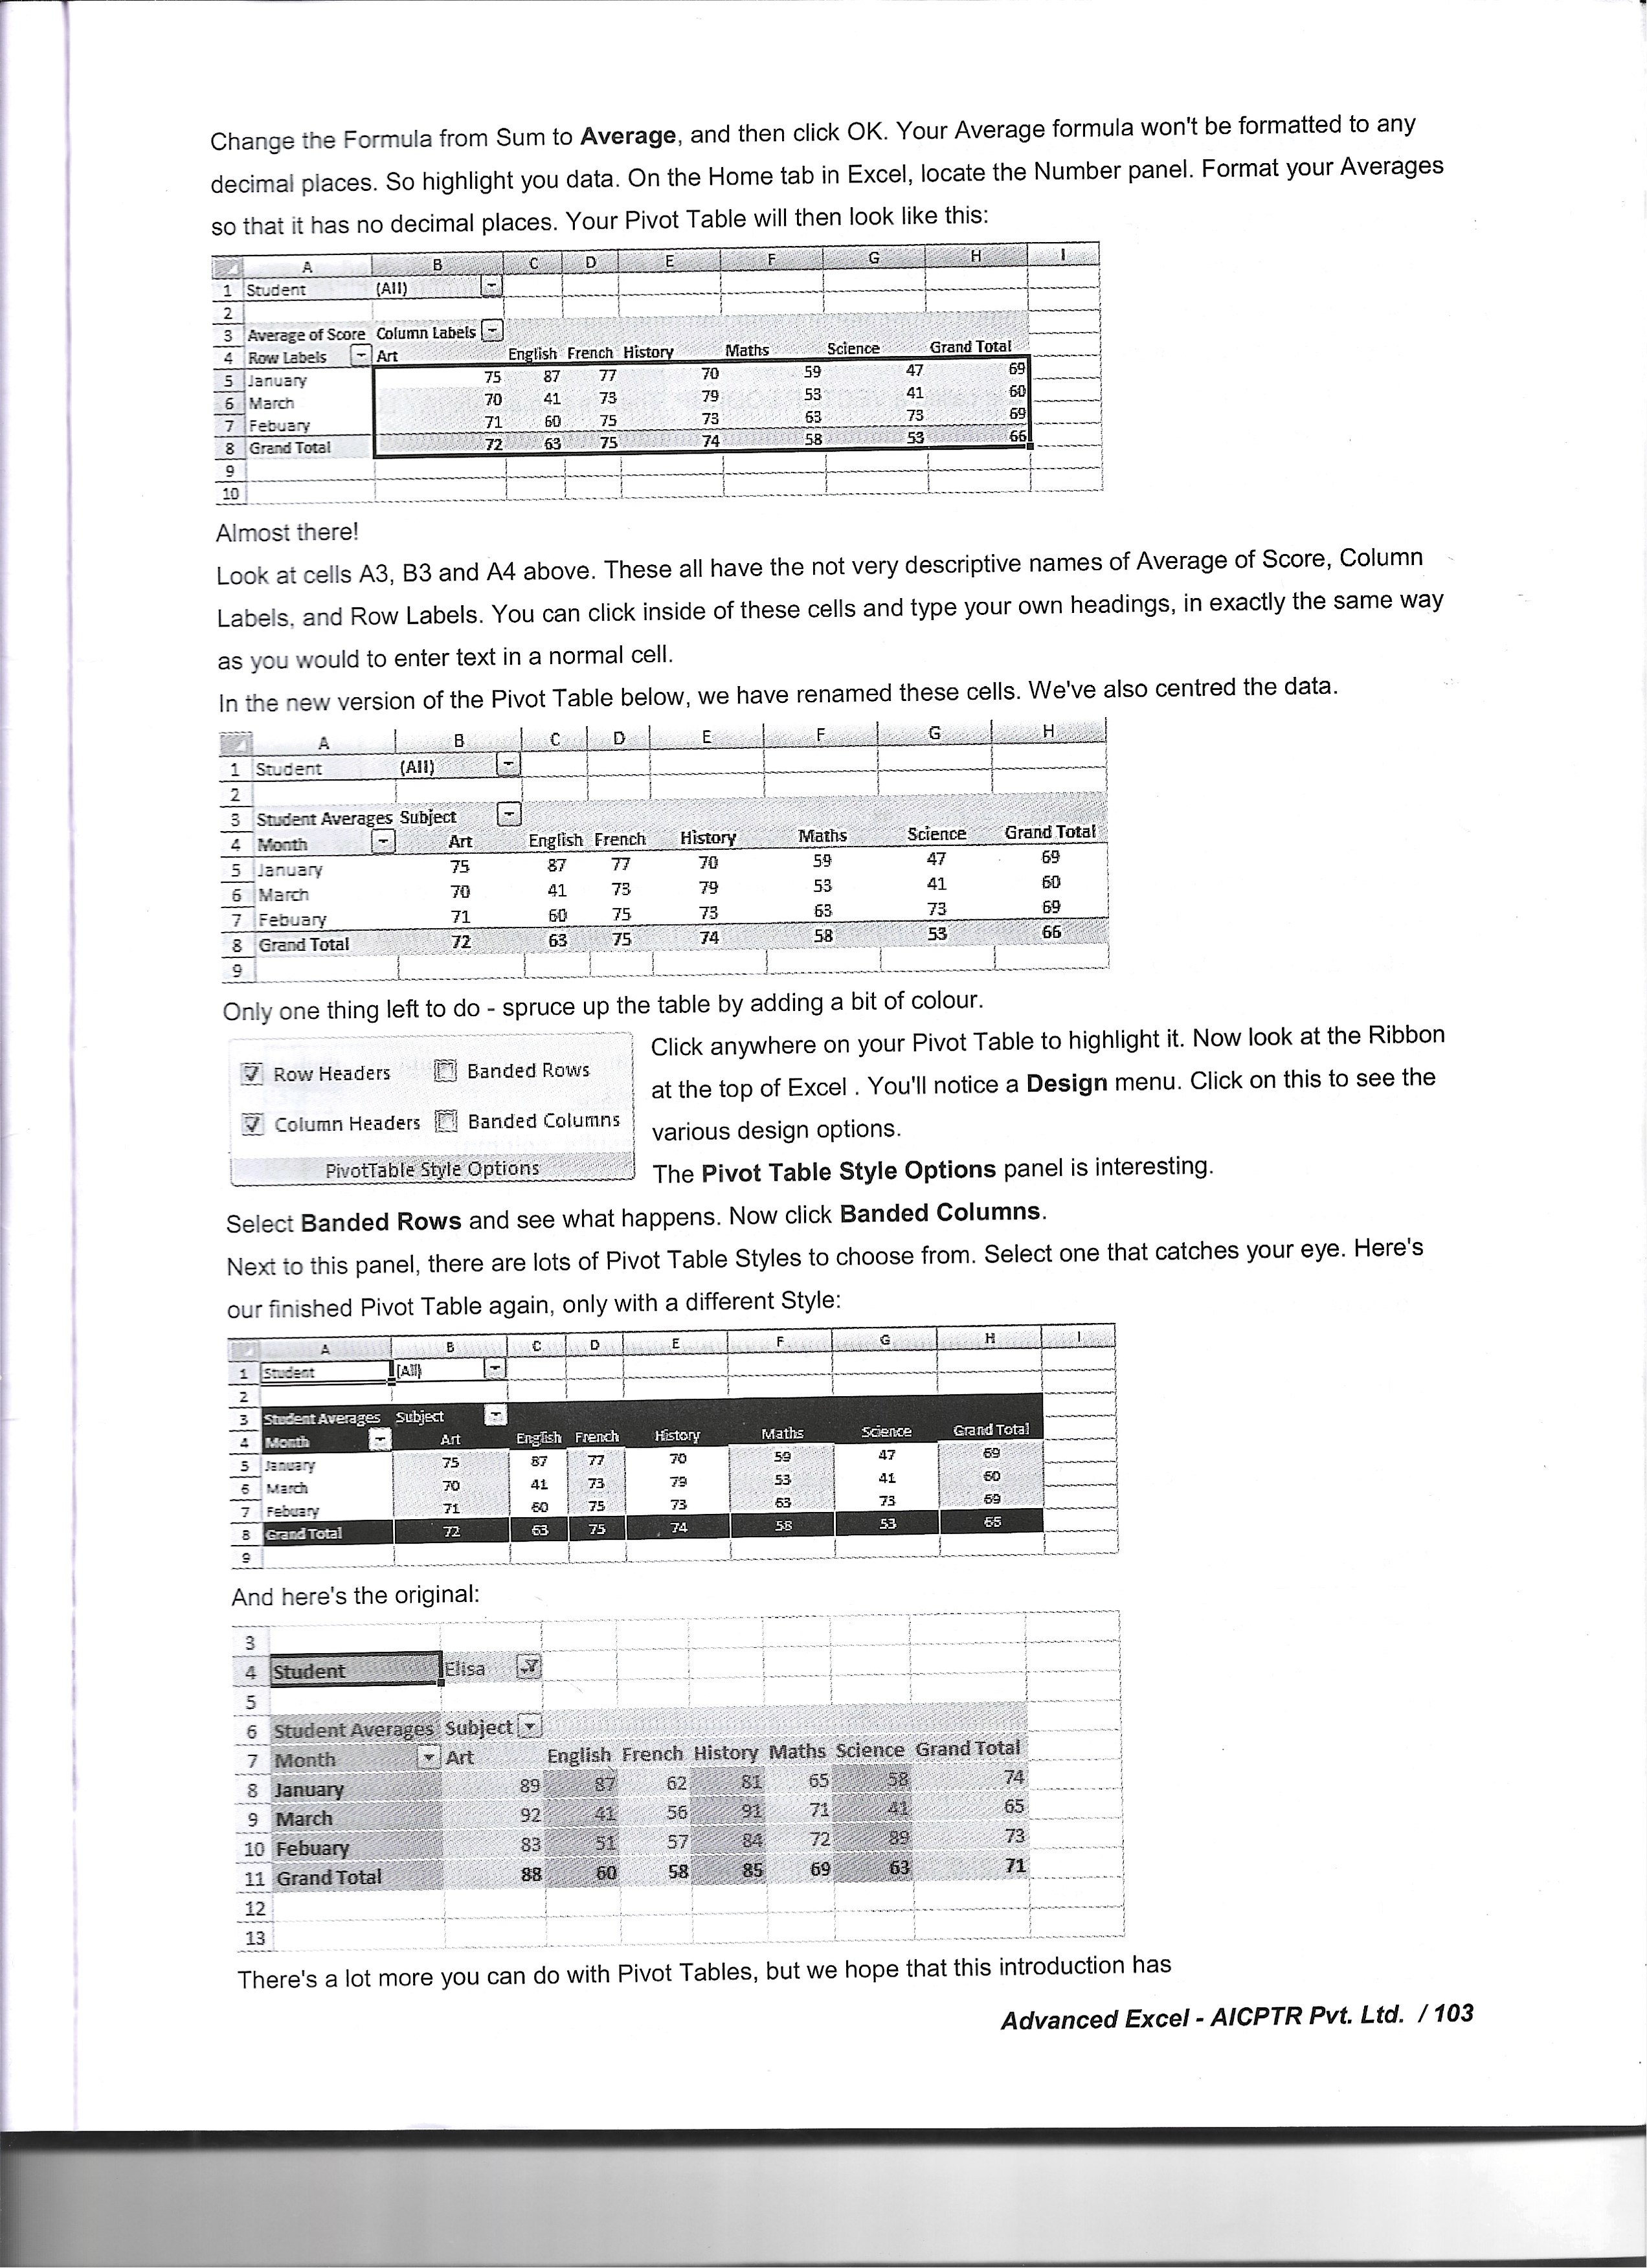 Change the Formula from Sum to Average, and then click OK. Your Average formula won't be formatted to any
decimal places. So highlight you data. On the Home tab in Excel, locate the Number panel. Format your Averages
so that it has no decimal places. Your Pivot Table will then look like this:
A B C D E F G H I
1 Student (All)
2
3 Average of Score Column Labels
4 Row Labels Art English French History Maths Science Grand Total
5 January 75 87 77 70 59 47 69
6 March 70 41 73 79 53 41 60
7 Febuary 71 60 75 73 63 73 69
8 Grand Total 72 63 75 74 58 53 66
9
10
Almost there!
Look at cells A3, B3 and A4 above. These all have the not very descriptive names of Average of Score, Column
Labels, and Row Labels. You can click inside of these cells and type your own headings, in exactly the same way
as you would to enter text in a normal cell.
In the new version of the Pivot Table below, we have renamed these cells. We've also centred the data.
A B C D E F G H
1 Student (All)
2
3 Student Averages Subject
4 Month Art English French History Maths Science Grand Total
5 January 75 87 77 70 59 47 69
6 March 70 41 73 79 53 41 60
7 Febuary 71 60 75 73 63 73 69
8 Grand Total 72 63 75 74 58 53 66
9
Only one thing left to do - spruce up the table by adding a bit of colour.
Row Headers Banded Rows
Column Headers Banded Columns
PivotTable Style Options
Click anywhere on your Pivot Table to highlight it. Now look at the Ribbon
at the top of Excel . You'll notice a Design menu. Click on this to see the
various design options.
The Pivot Table Style Options panel is interesting.
Select Banded Rows and see what happens. Now click Banded Columns.
Next to this panel, there are lots of Pivot Table Styles to choose from. Select one that catches your eye. Here's
our finished Pivot Table again, only with a different Style:
A B C D E F G H I
1 Student (All)
2
3 Student Averages Subject
4 Month Art English French History Maths Science Grand Total
5 January 75 87 77 70 59 47 69
6 March 70 41 73 79 53 41 60
7 Febuary 71 60 75 73 63 73 69
8 Grand Total 72 63 75 74 58 53 66
9
And here's the original:
3
4 Student Elisa
5
6 Student Averages Subject
7 Month Art English French History Maths Science Grand Total
8 January 89 87 62 81 65 58 74
9 March 92 41 56 91 71 41 65
10 Febuary 83 51 57 84 72 89 73
11 Grand Total 88 60 58 85 69 63 71
12
13
There's a lot more you can do with Pivot Tables, but we hope that this introduction has
Advanced Excel - AICPTR Pvt. Ltd. / 103